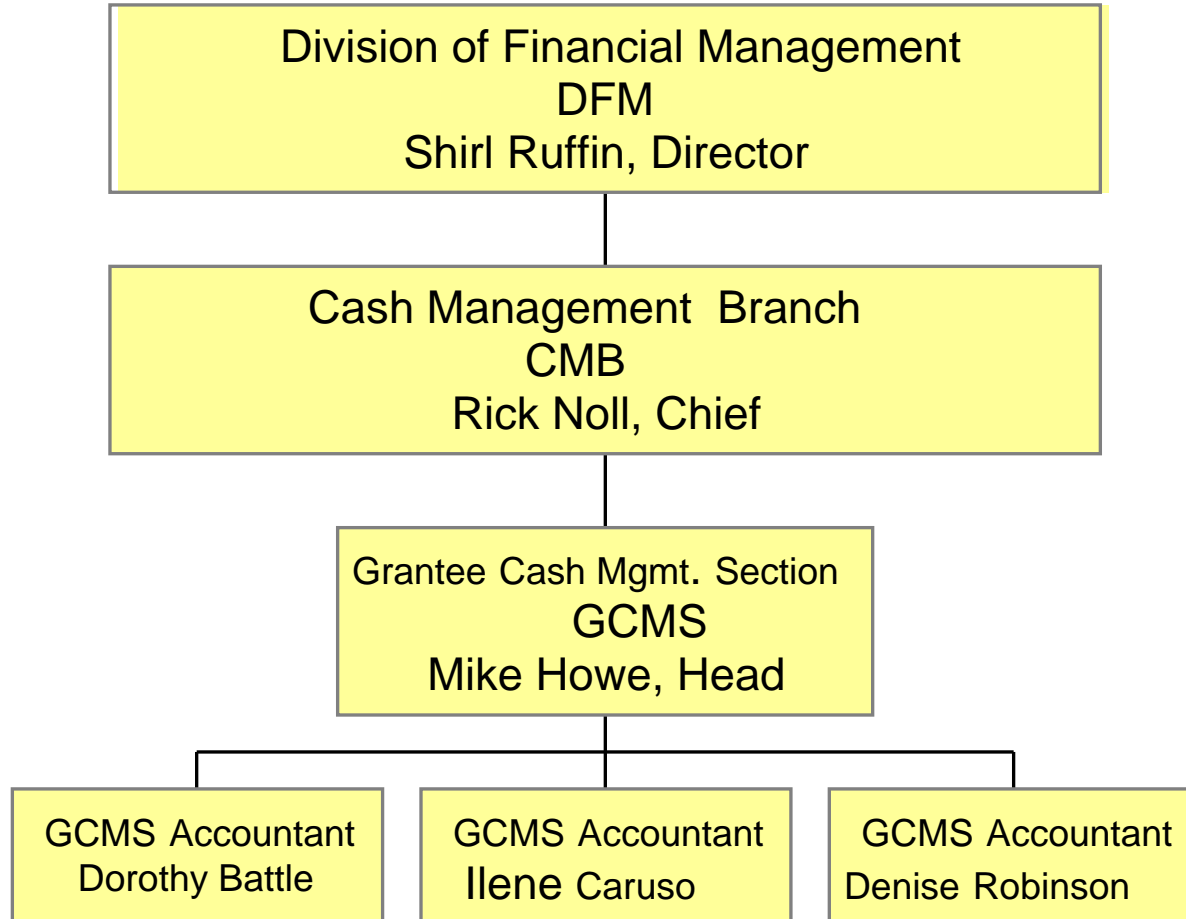 Division of Financial Management
DFM
Shirl Ruffin, Director
Cash Management Branch
CMB
Rick Noll, Chief
Grantee Cash Mgmt. Section
GCMS
Mike Howe, Head
GCMS Accountant
Dorothy Battle
GCMS Accountant
Ilene Caruso
GCMS Accountant
Denise Robinson